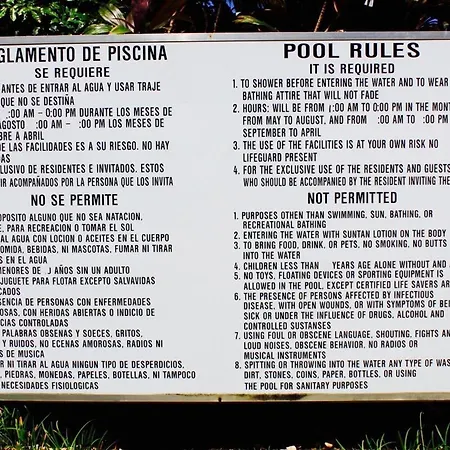 GLAMENTO DE PISCINA
SE REQUIERE
ANTES DE ENTRAR AL AGUA Y USAR TRAJE
QUE NO SE DESTIÑA
:00 AM - 0:00 PM DURANTE LOS MESES DE
AGOSTO :00 AM - :00 PM LOS MESES DE
BRE A ABRIL
DE LAS FACILIDADES ES A SU RIESGO. NO HAY
DAS
CLUSIVO DE RESIDENTES E INVITADOS. ESTOS
IR ACOMPAÑADOS POR LA PERSONA QUE LOS INVITA
NO SE PERMITE
OPOSITO ALGUNO QUE NO SEA NATACION,
E, PARA RECREACION O TOMAR EL SOL
AL AGUA CON LOCION O ACEITES EN EL CUERPO
OMIDA, BEBIDAS, NI MASCOTAS, FUMAR NI TIRAR
S EN EL AGUA
MENORES DE .J AÑOS SIN UN ADULTO
JUGUETE PARA FLOTAR EXCEPTO SALVAVIDAS
CADOS
SENCIA DE PERSONAS CON ENFERMEDADES
OSAS, CON HERIDAS ABIERTAS O INDICIO DE
CIAS CONTROLADAS
PALABRAS OBSENAS Y SOECES, GRITOS,
Y RUIDOS, NO ECENAS AMOROSAS, RADIOS NI
S DE MUSICA
R NI TIRAR AL AGUA NINGUN TIPO DE DESPERDICIOS,
, PIEDRAS, MONEDAS, PAPELES, BOTELLAS, NI TAMPOCO
NECESIDADES FISIOLOGICAS
POOL RULES
IT IS REQUIRED
1. TO SHOWER BEFORE ENTERING THE WATER AND TO WEAR
BATHING ATTIRE THAT WILL NOT FADE
2. HOURS: WILL BE FROM :00 AM TO 0:00 PM IN THE MONT
FROM MAY TO AUGUST, AND FROM :00 AM TO :00 PM
SEPTEMBER TO APRIL
3. THE USE OF THE FACILITIES IS AT YOUR OWN RISK NO
LIFEGUARD PRESENT
4. FOR THE EXCLUSIVE USE OF THE RESIDENTS AND GUESTS
WHO SHOULD BE ACCOMPANIED BY THE RESIDENT INVITING THE
NOT PERMITTED
1. PURPOSES OTHEN THAN SWIMMING, SUN, BATHING, OR
RECREATIONAL BATHING
2. ENTERING THE WATER WITH SUNTAN LOTION ON THE BODY
3. TO BRING FOOD, DRINK, OR PETS, NO SMOKING, NO BUTTS
INTO THE WATER
4. CHILDREN LESS THAN YEARS AGE ALONE WITHOUT AND
5. NO TOYS, FLOATING DEVICES OR SPORTING EQUIPMENT IS
ALLOWED IN THE POOL, EXCEPT CERTIFIED LIFE SAVERS AR
6. THE PRESENCE OF PERSONS AFFECTED BY INFECTIOUS
DISEASE, WITH OPEN WOUNDS, OR WITH SYMPTOMS OF BEI
SICK OR UNDER THE INFLUENCE OF DRUGS, ALCOHOL AND
CONTROLLED SUSTANSES
7. USING FOUL OR OBSCENE LANGUAGE, SHOUTING, FIGHTS AN
LOUD NOISES, OBSCENE BEHAVIOR, NO RADIOS OR
MUSICAL INSTRUMENTS
8. SPITTING OR THROWING INTO THE WATER ANY TYPE OF WAS
DIRT, STONES, COINS, PAPER, BOTTLES, OR USING
THE POOL FOR SANITARY PURPOSES